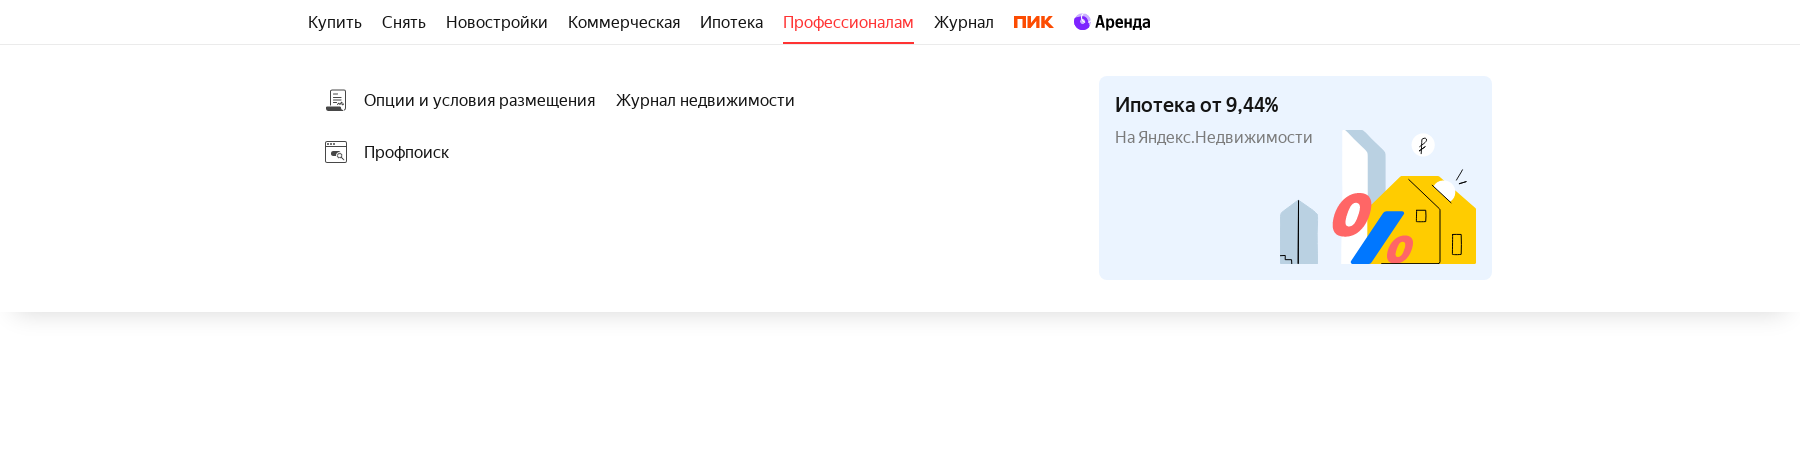 Купить Снять Новостройки Коммерческая Ипотека Профессионалам Журнал ПИК Аренда
Опции и условия размещения Журнал недвижимости
Профпоиск
Ипотека от 9,44%
На Яндекс.Недвижимости
%